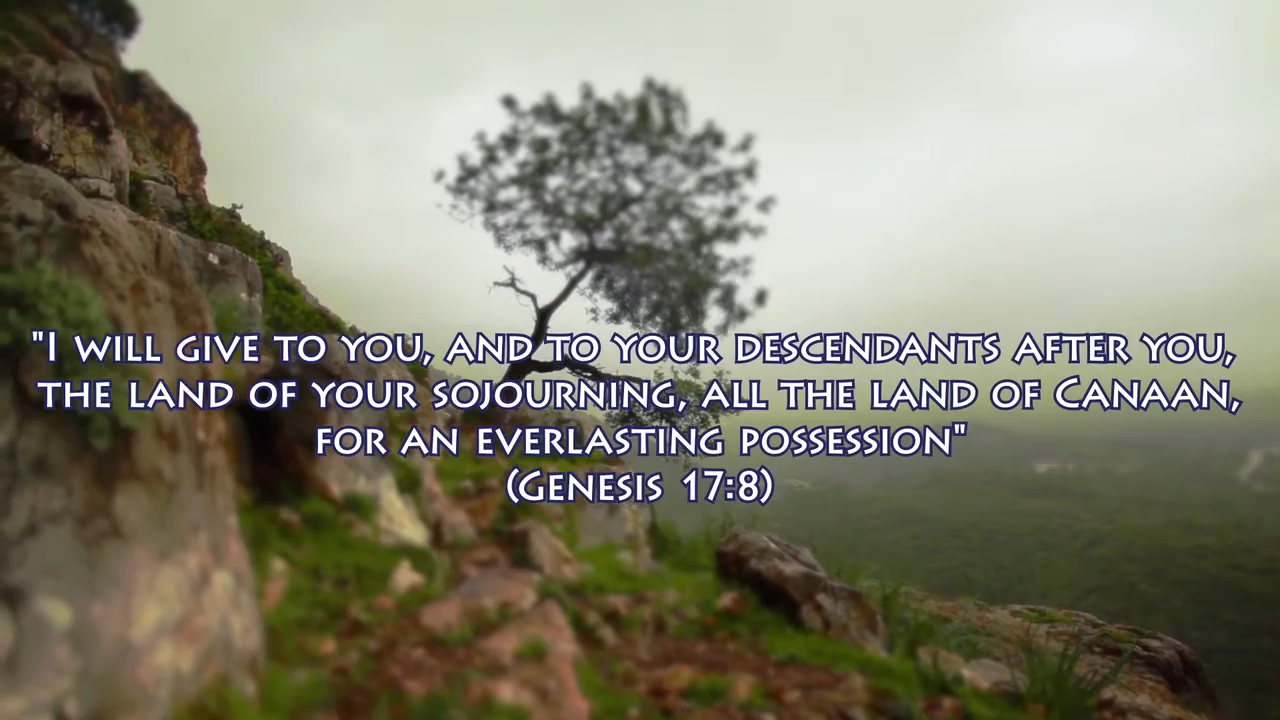 "I will give to you, and to your descendants after you,
the land of your sojourning, all the land of Canaan,
for an everlasting possession"
(Genesis 17:8)